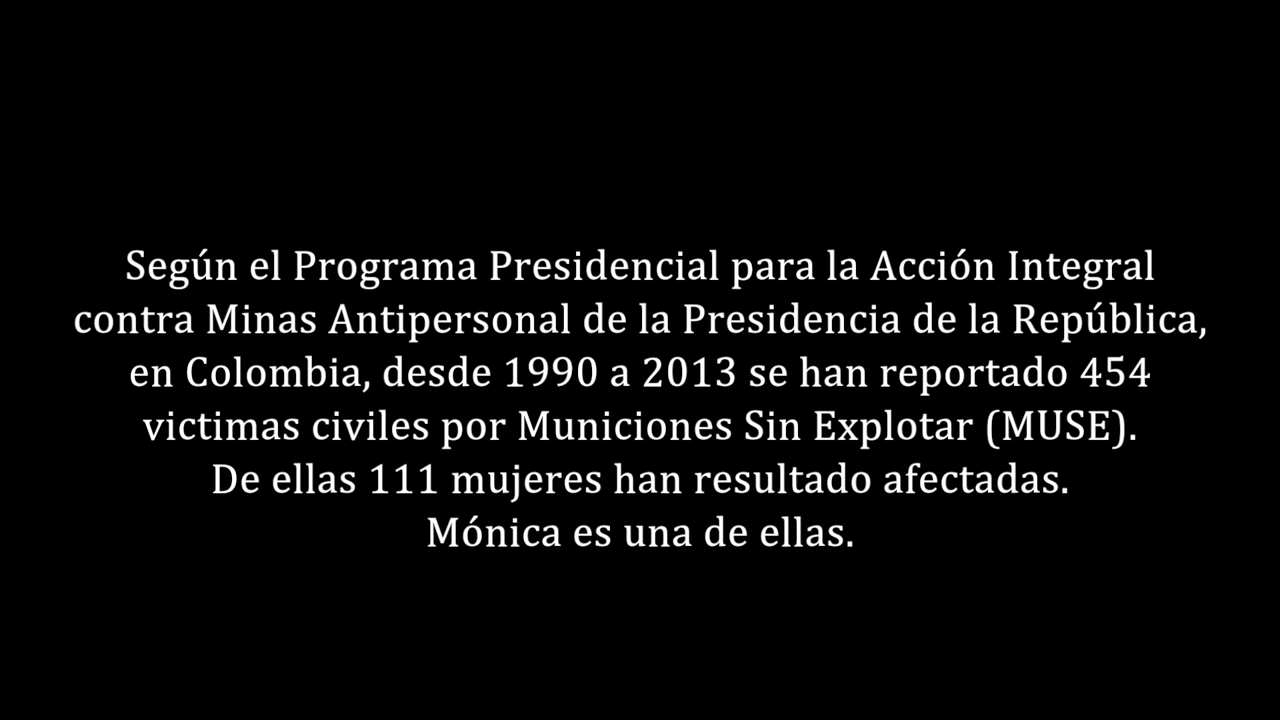 Según el Programa Presidencial para la Acción Integral
contra Minas Antipersonal de la Presidencia de la República,
en Colombia, desde 1990 a 2013 se han reportado 454
victimas civiles por Municiones Sin Explotar (MUSE).
De ellas 111 mujeres han resultado afectadas.
Mónica es una de ellas.